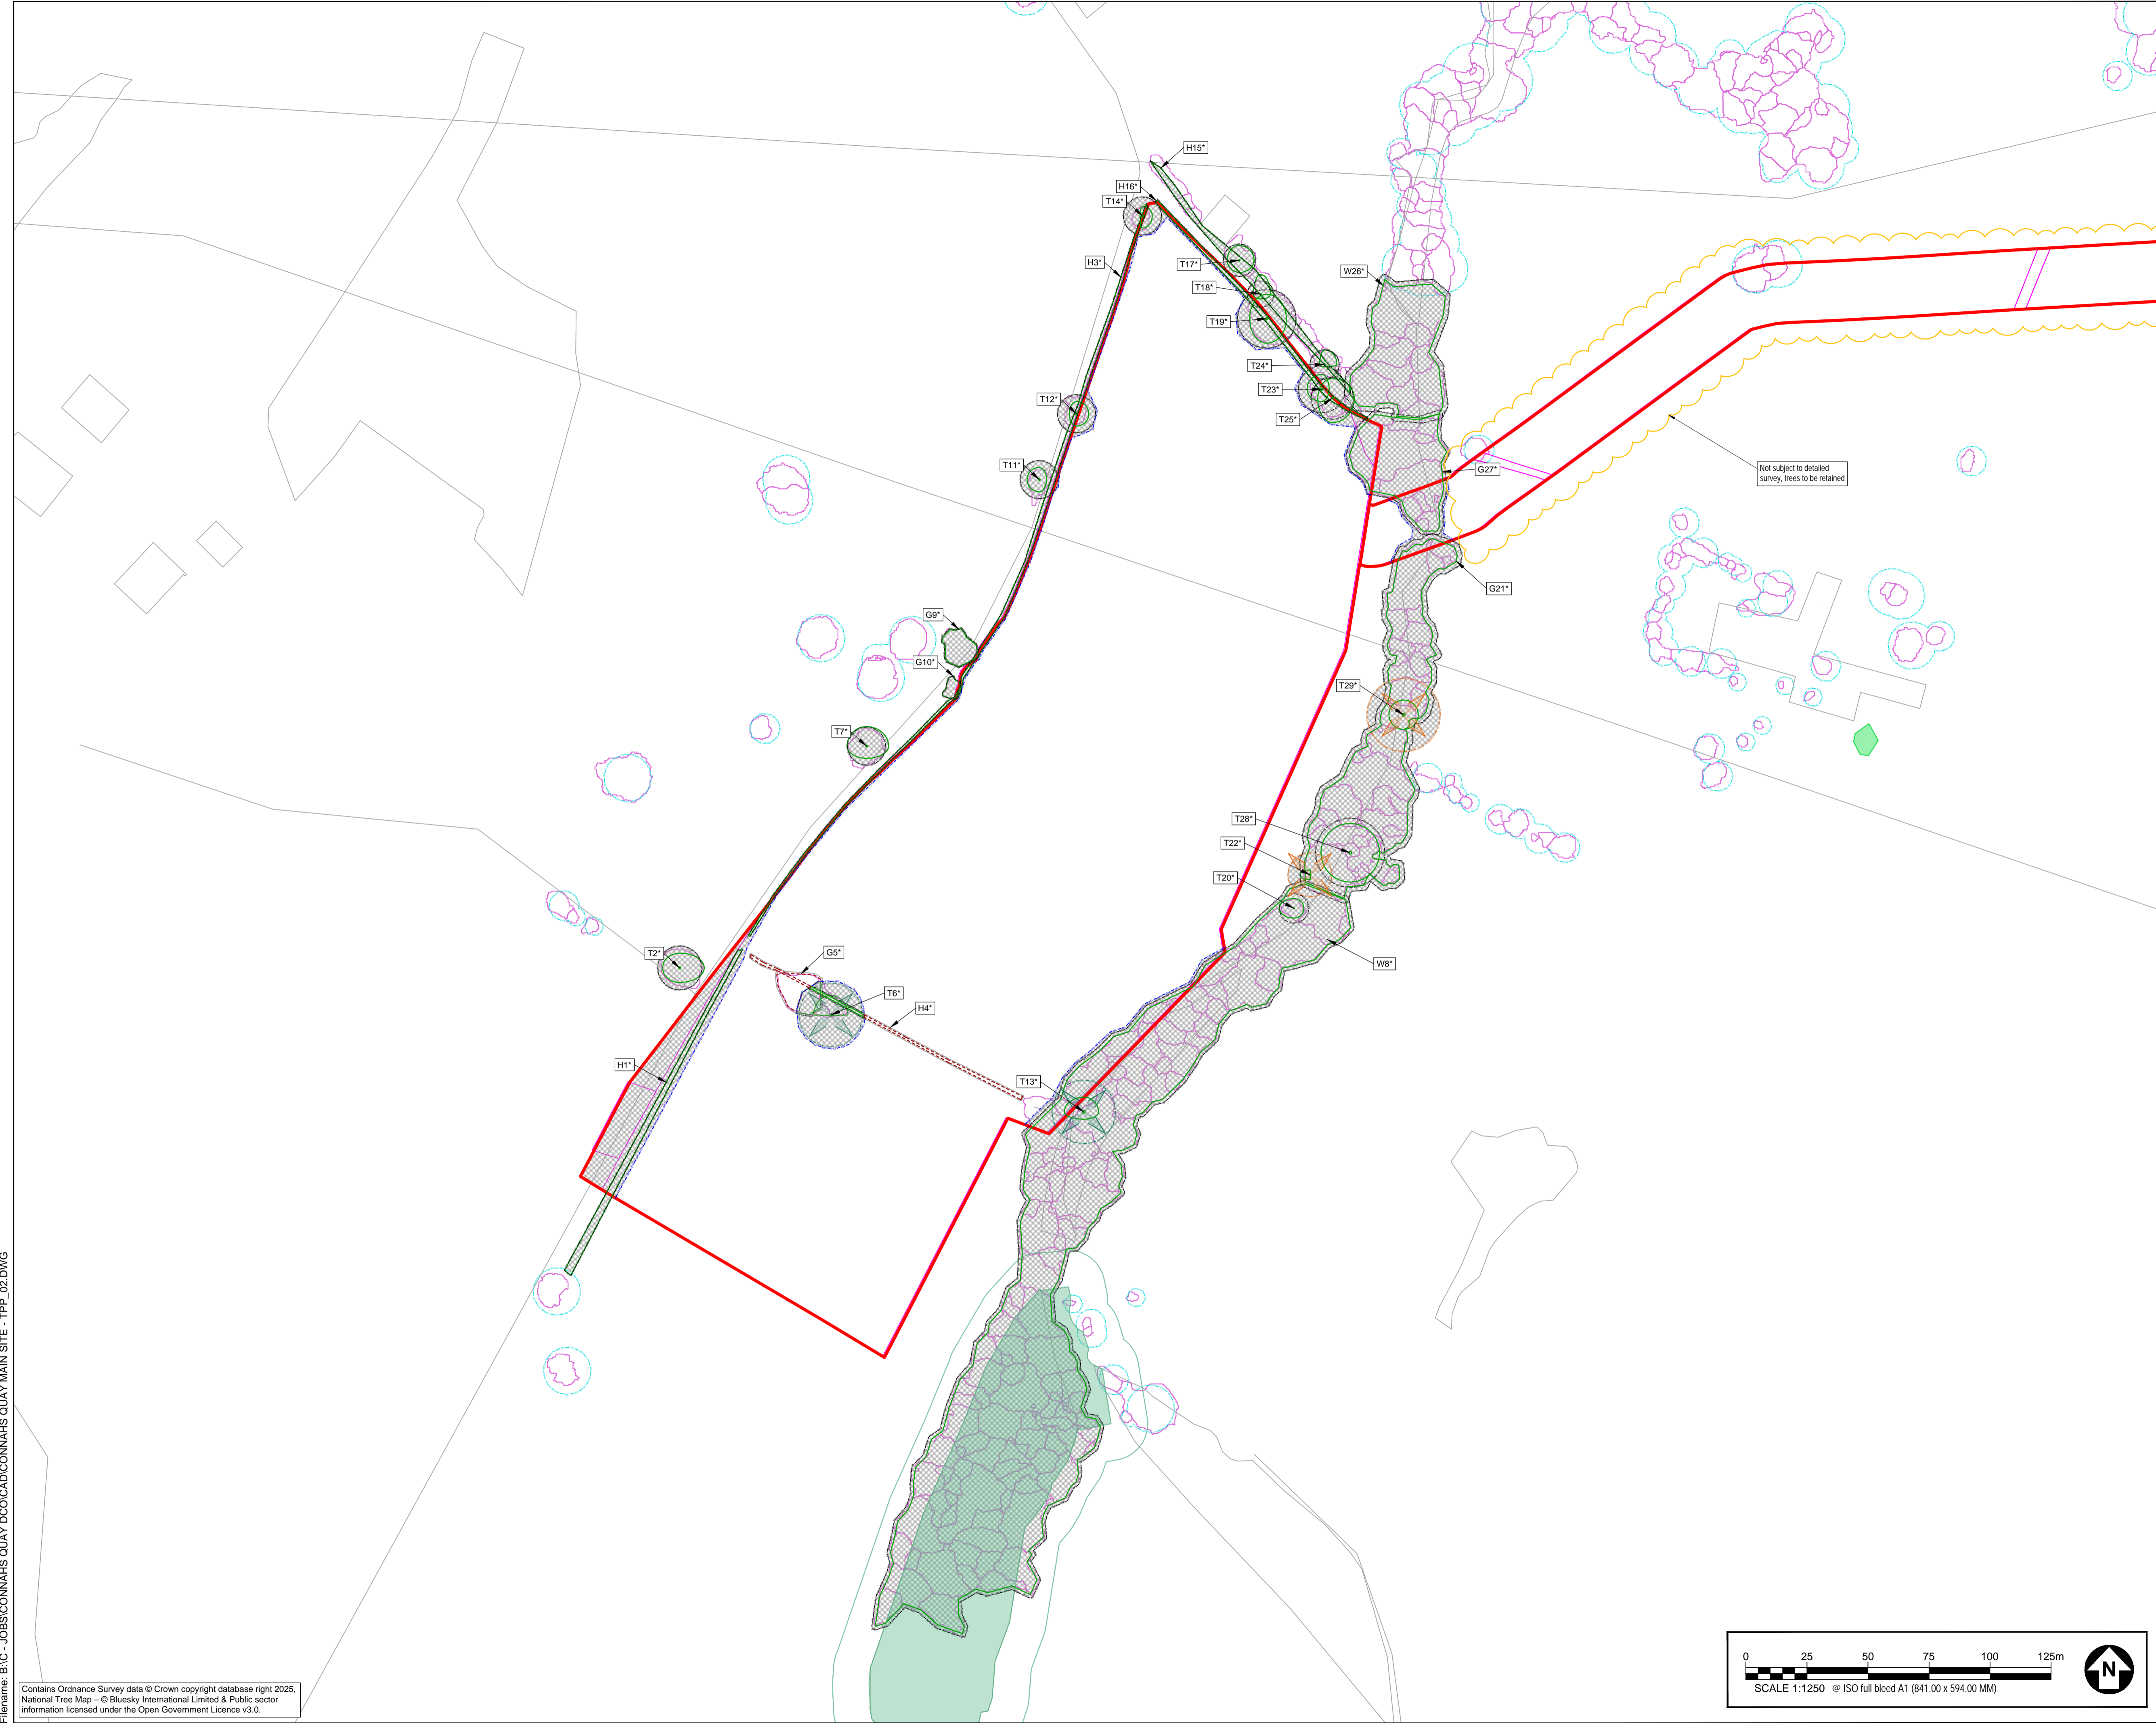 H15*
H16*
T14*
H3*
T17*
T18*
W26*
T19*
T24*
T12*
T23*
T25*
T11*
G27*
Not subject to detailed
survey, trees to be retained
G21*
G9*
G10*
T29*
T7*
T28*
T22*
T20*
T2*
G5*
W8*
T6*
H4*
H1*
T13*
Filename: B:\C - JOBS\CONNAHS QUAY DCO\CAD\CONNAHS QUAY MAIN SITE - TPP_02.DWG
Contains Ordnance Survey data © Crown copyright database right 2025,
National Tree Map – © Bluesky International Limited & Public sector
information licensed under the Open Government Licence v3.0.
0 25 50 75 100 125m
SCALE 1:1250 @ ISO full bleed A1 (841.00 x 594.00 MM)
N